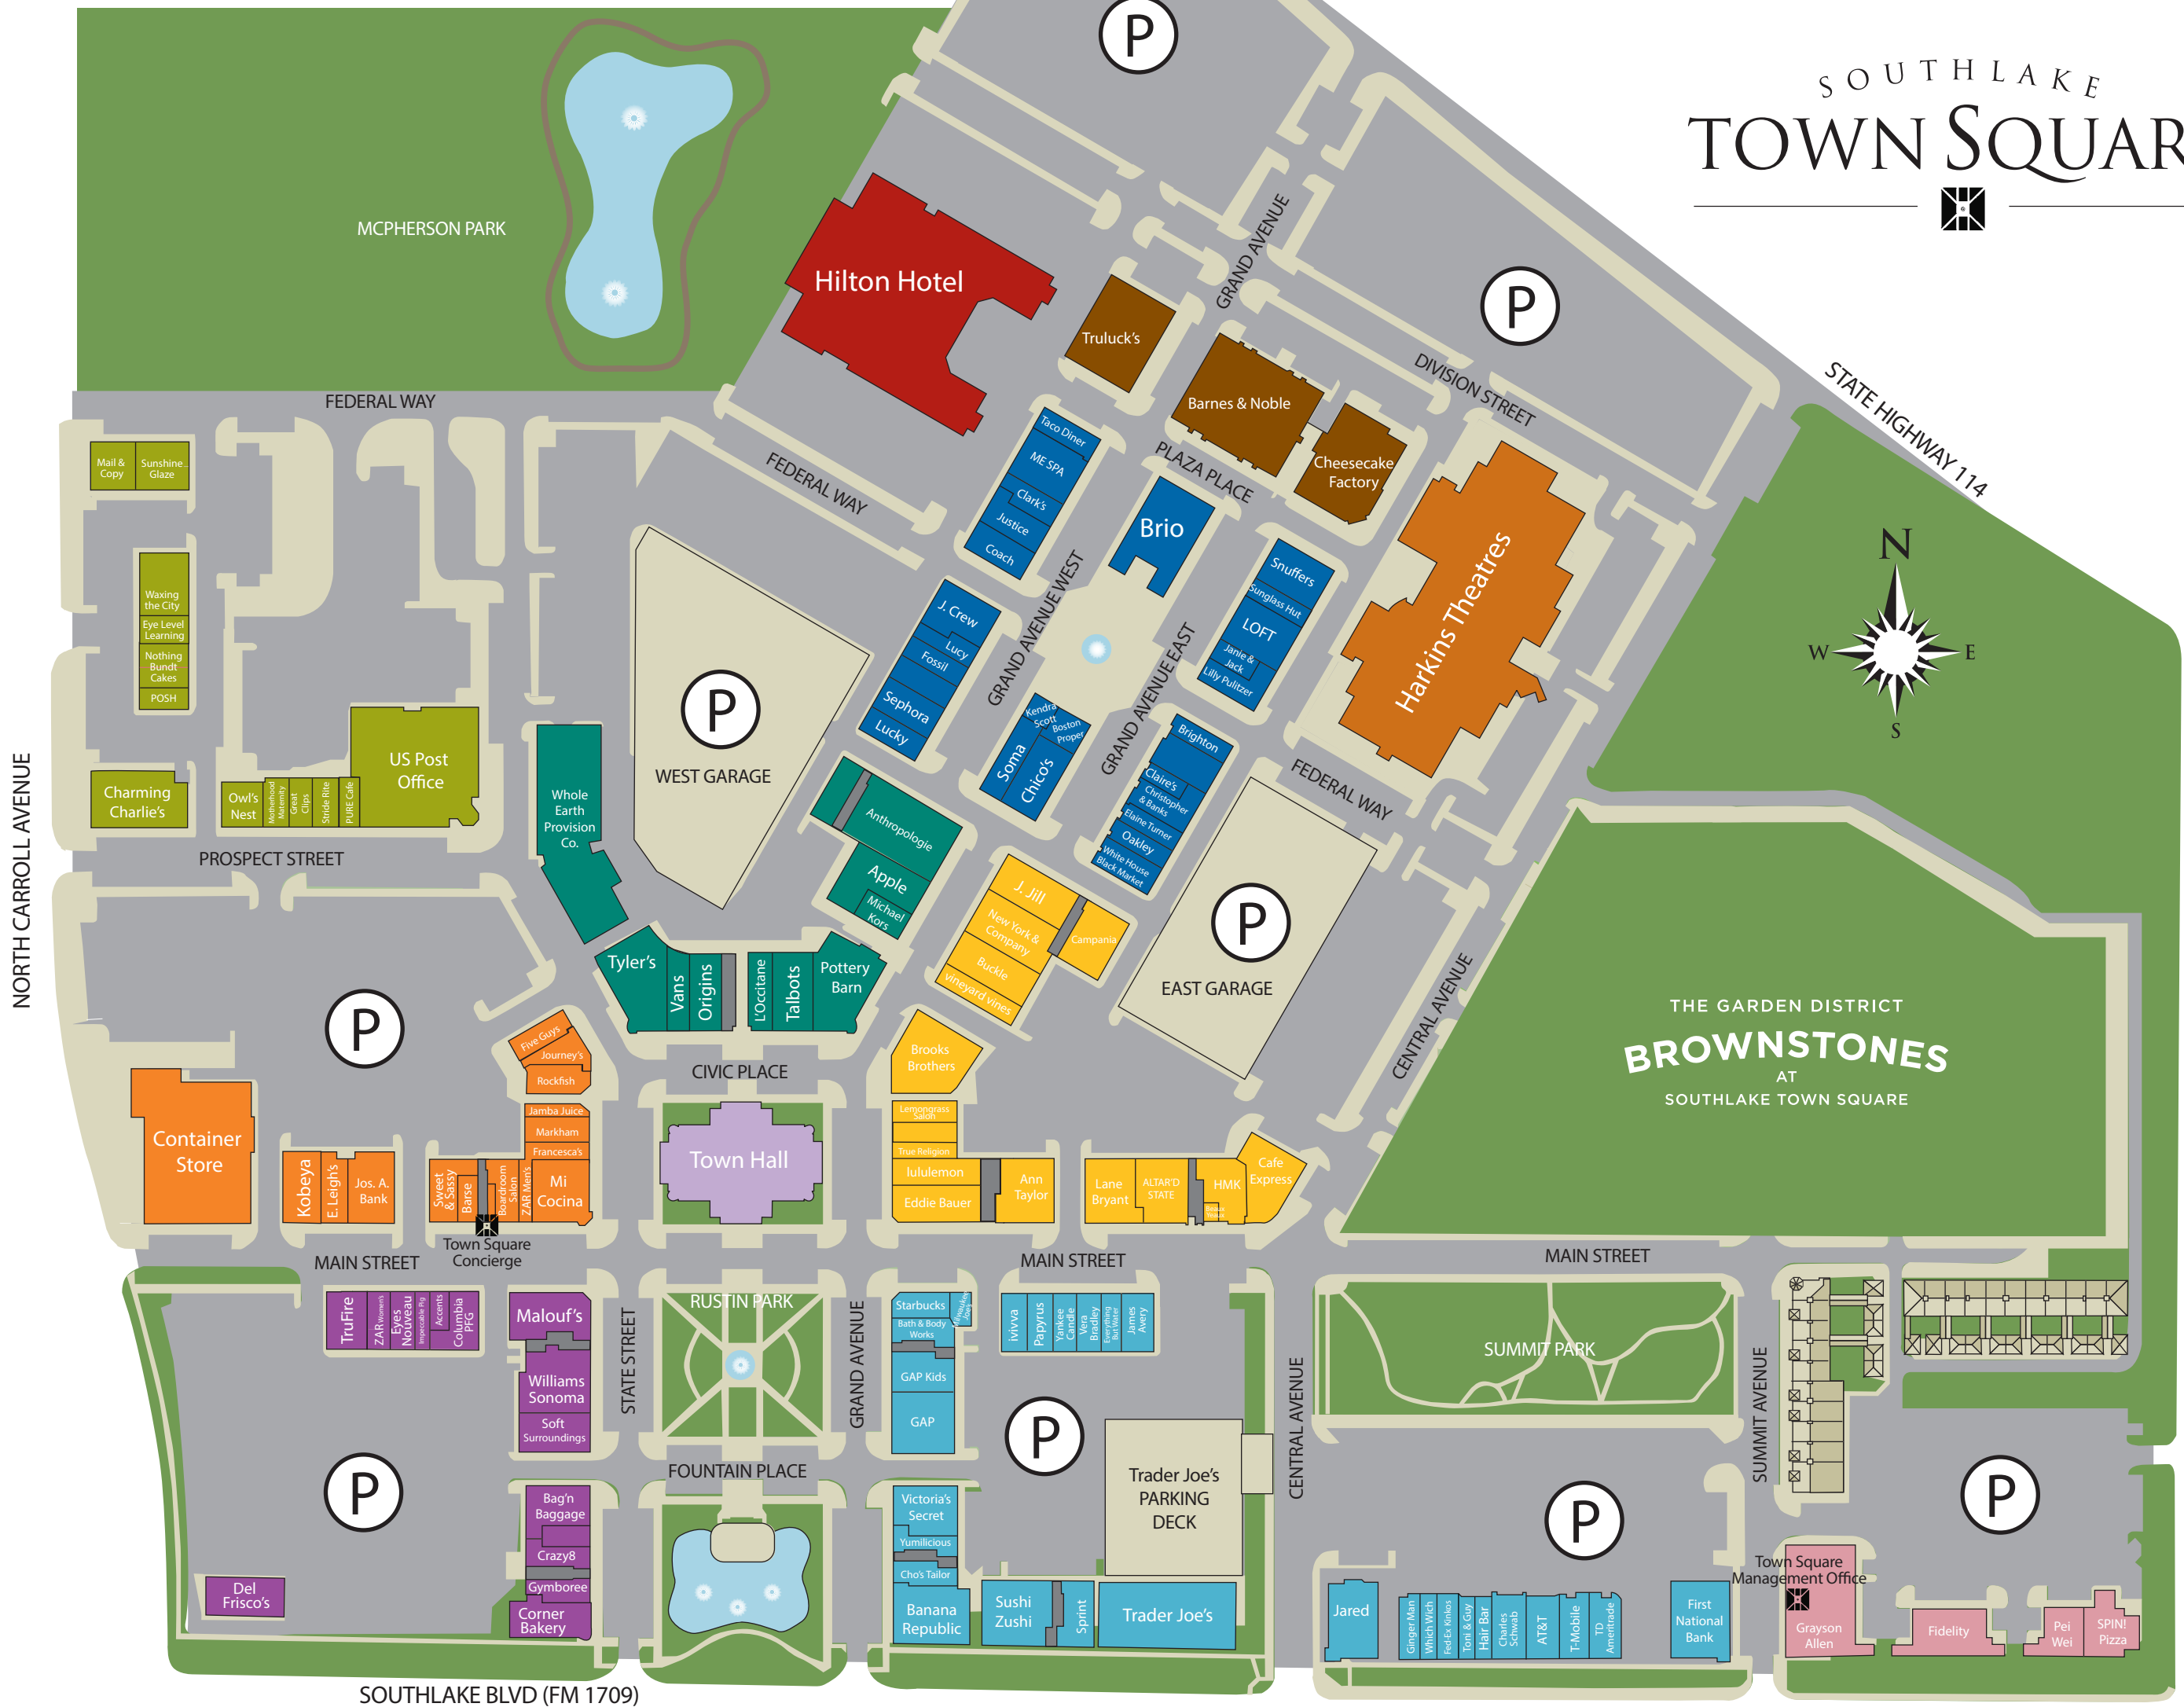 P
SOUTHLAKE
TOWN SQUAR
MCPHERSON PARK
Hilton Hotel
GRAND AVENUE
P
Truluck's
DIVISION STREET
STATE HIGHWAY 114
FEDERAL WAY
Barnes & Noble
Cheesecake
Factory
PLAZA PLACE
FEDERAL WAY
Mail &
Copy
Sunshine
Glaze
Taco Diner
ME SPA
Clark's
Justice
Coach
Brio
Harkins Theatres
N
W
E
S
Waxing
the City
Eye Level
Learning
Nothing
Bundt
Cakes
POSH
J. Crew
Lucy
Fossil
Sephora
Lucky
GRAND AVENUE WEST
GRAND AVENUE EAST
Snuffers
Sunglass Hut
LOFT
Janie &
Jack
Lilly Pulitzer
P
WEST GARAGE
Kendra
Scott
Boston
Proper
Soma
Chico's
Brighton
Claire's
Christopher
& Banks
Elaine Turner
Oakley
White House
Black Market
FEDERAL WAY
NORTH CARROLL AVENUE
US Post
Office
Charming
Charlie's
Owl's
Nest
Motherhood
Maternity
Great
Clips
Stride Rite
PURE Cafe
PROSPECT STREET
Whole
Earth
Provision
Co.
Anthropologie
Apple
Michael
Kors
J. Jill
New York &
Company
Buckle
vineyard vines
Campania
P
EAST GARAGE
CENTRAL AVENUE
Tyler's
Vans
Origins
L'Occitane
Talbots
Pottery
Barn
THE GARDEN DISTRICT
BROWNSTONES
AT
SOUTHLAKE TOWN SQUARE
P
Five Guys
Journey's
Rockfish
Jamba Juice
Markham
Francesca's
CIVIC PLACE
Town Hall
Brooks
Brothers
Lemongrass
Salon
True Religion
lululemon
Eddie Bauer
Ann
Taylor
Lane
Bryant
ALTAR'D
STATE
HMK
Cafe
Express
Container
Store
Kobeya
E. Leigh's
Jos. A.
Bank
Sweet
& Sassy
Barse
Boardroom
Salon
ZAR Men's
Mi
Cocina
Town Square
Concierge
MAIN STREET
MAIN STREET
MAIN STREET
TruFire
ZAR women's
Eyes
Nouveau
Impeccable Pig
Accents
Columbia
PFG
Malouf's
Williams
Sonoma
Soft
Surroundings
STATE STREET
RUSTIN PARK
GRAND AVENUE
Starbucks
Bath & Body
Works
GAP Kids
GAP
ivivva
Papyrus
Yankee
Candle
Vera
Bradley
Everything
But Water
James
Avery
SUMMIT PARK
CENTRAL AVENUE
SUMMIT AVENUE
P
P
FOUNTAIN PLACE
Trader Joe's
PARKING
DECK
P
P
Bag'n
Baggage
Crazy8
Gymboree
Corner
Bakery
Del
Frisco's
Victoria's
Secret
Yumilicious
Cho's Tailor
Banana
Republic
Sushi
Zushi
Sprint
Trader Joe's
Jared
Ginger Man
Which Wich
Fed-Ex Kinkos
Toni & Guy
Hair Bar
Charles
Schwab
AT&T
T-Mobile
TD
Ameritrade
First
National
Bank
Town Square
Management Office
Grayson
Allen
Fidelity
Pei
Wei
SPIN!
Pizza
SOUTHLAKE BLVD (FM 1709)